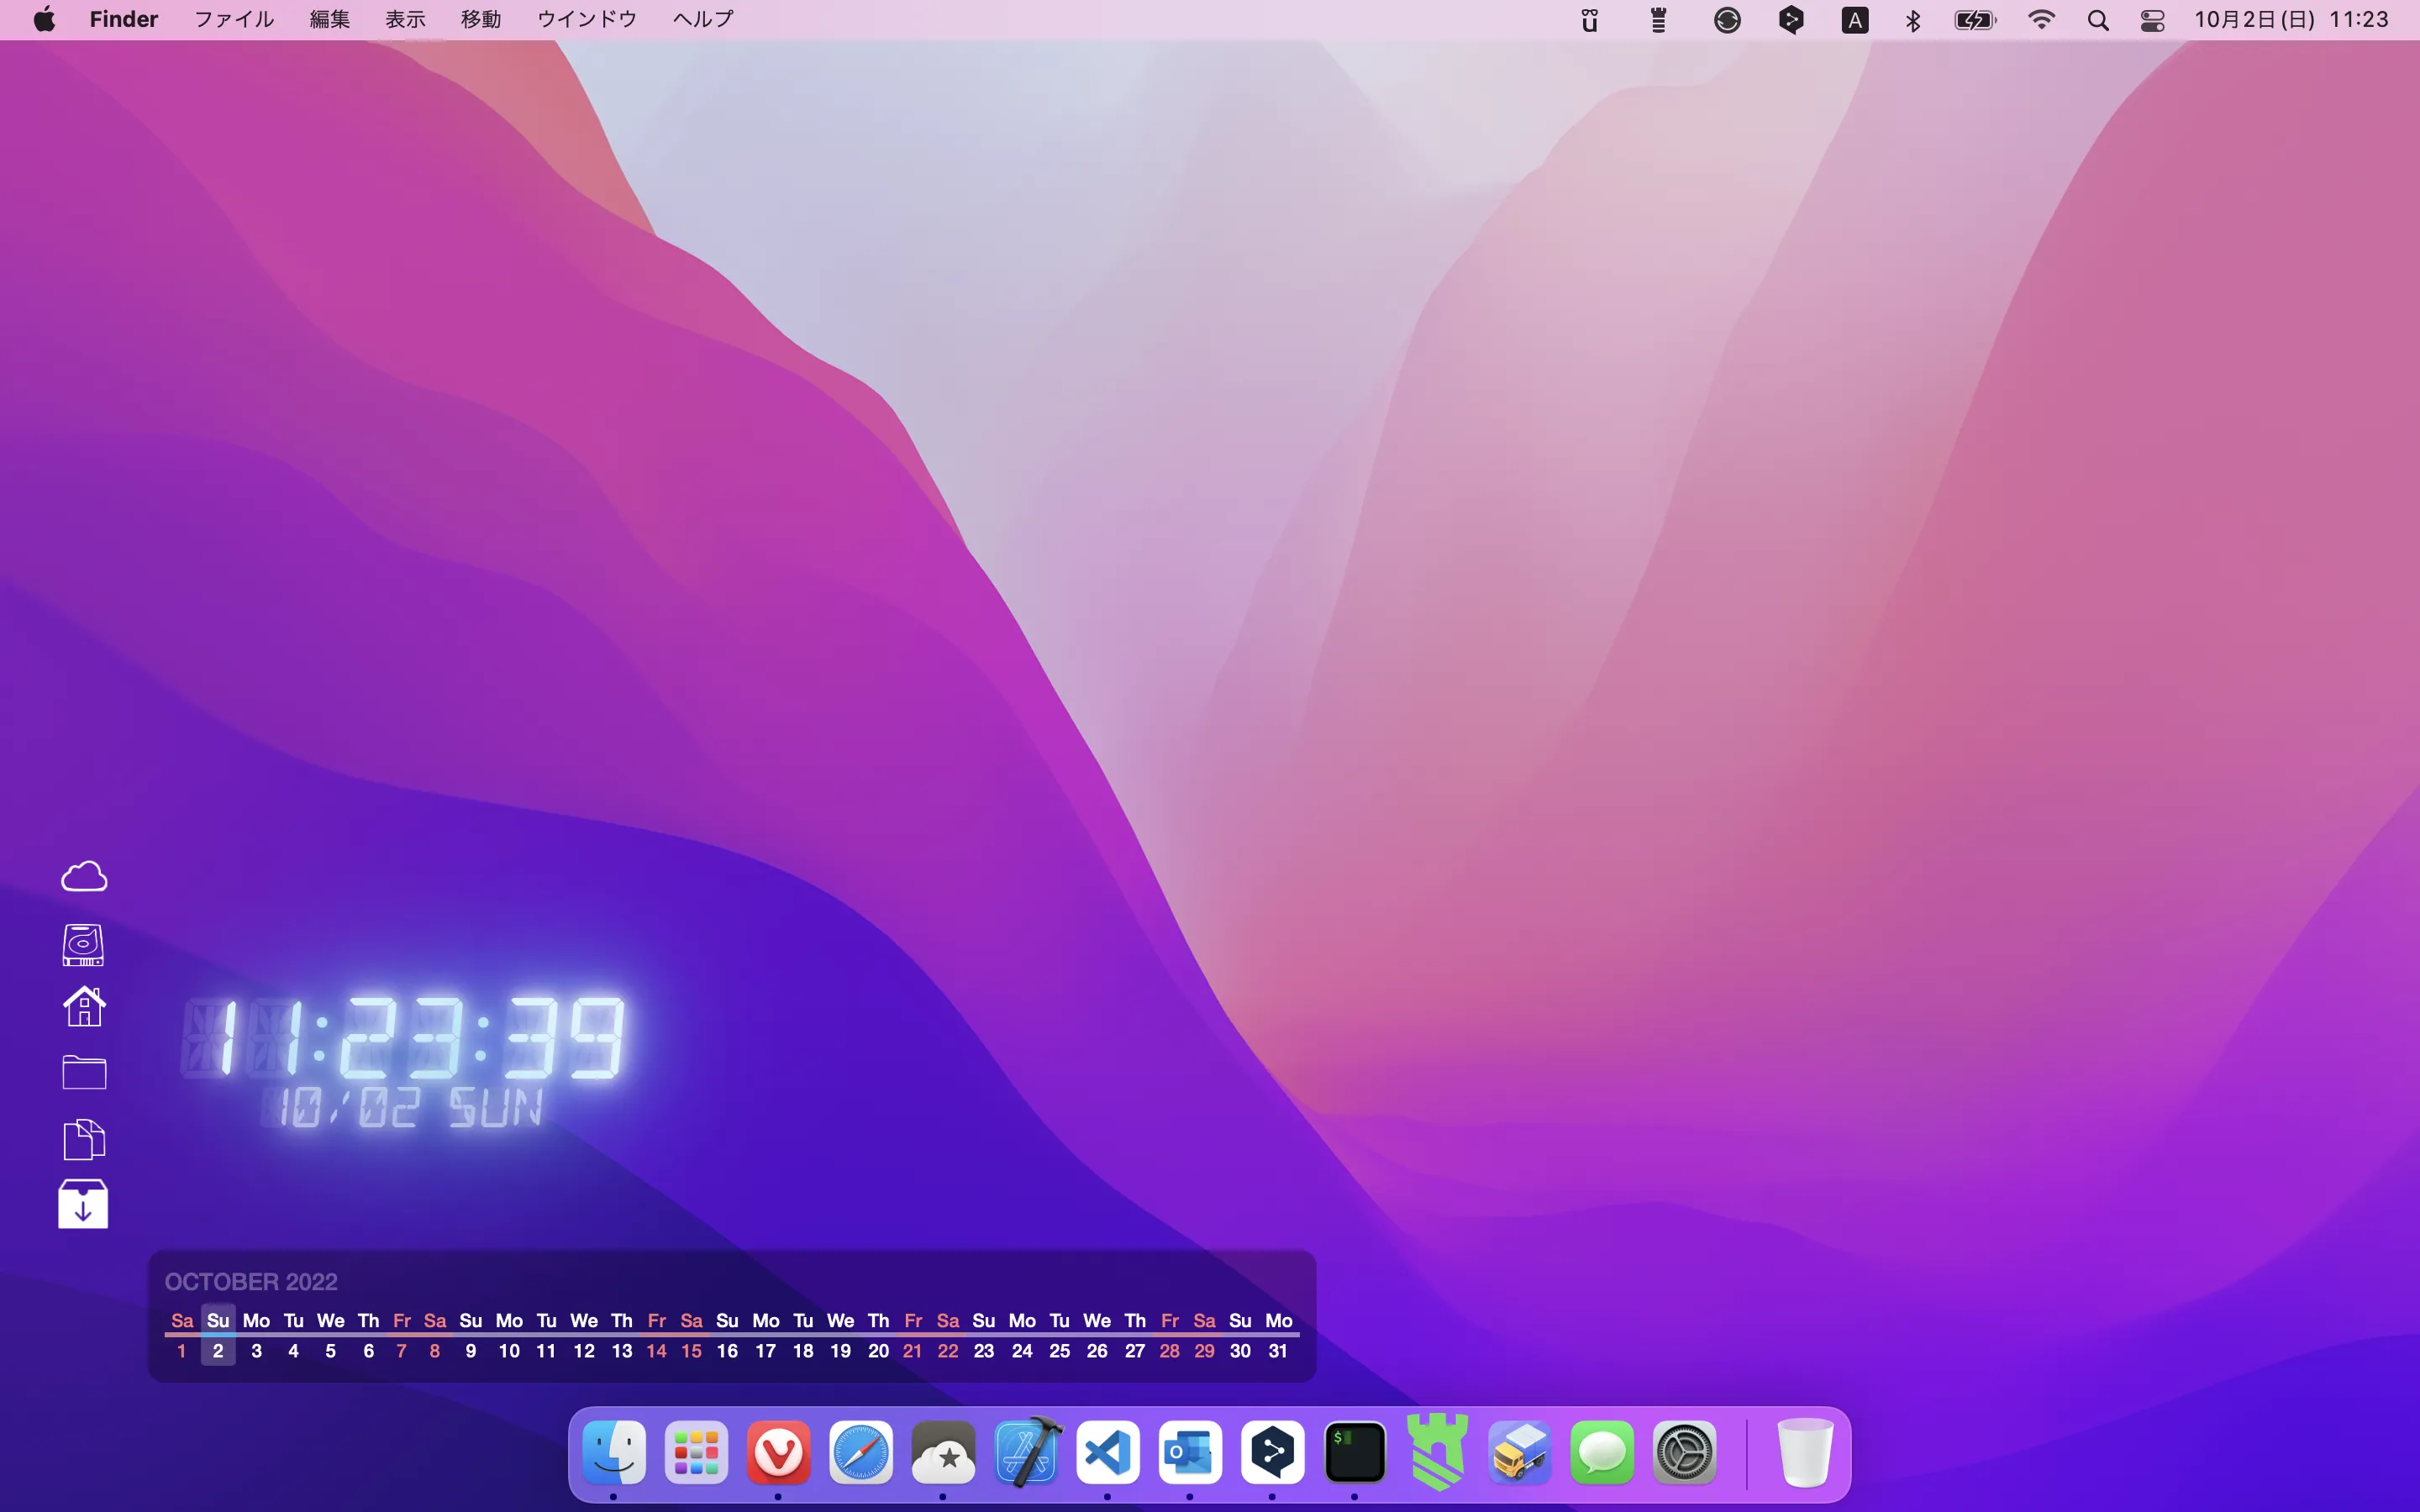 Finder ファイル 編集 表示 移動 ウインドウ ヘルプ ü A 10月2日(日) 11:23
11:23:39
10/02 SUN
OCTOBER 2022
Sa Su Mo Tu We Th Fr Sa Su Mo Tu We Th Fr Sa Su Mo Tu We Th Fr Sa Su Mo Tu We Th Fr Sa Su Mo
1 2 3 4 5 6 7 8 9 10 11 12 13 14 15 16 17 18 19 20 21 22 23 24 25 26 27 28 29 30 31
O $